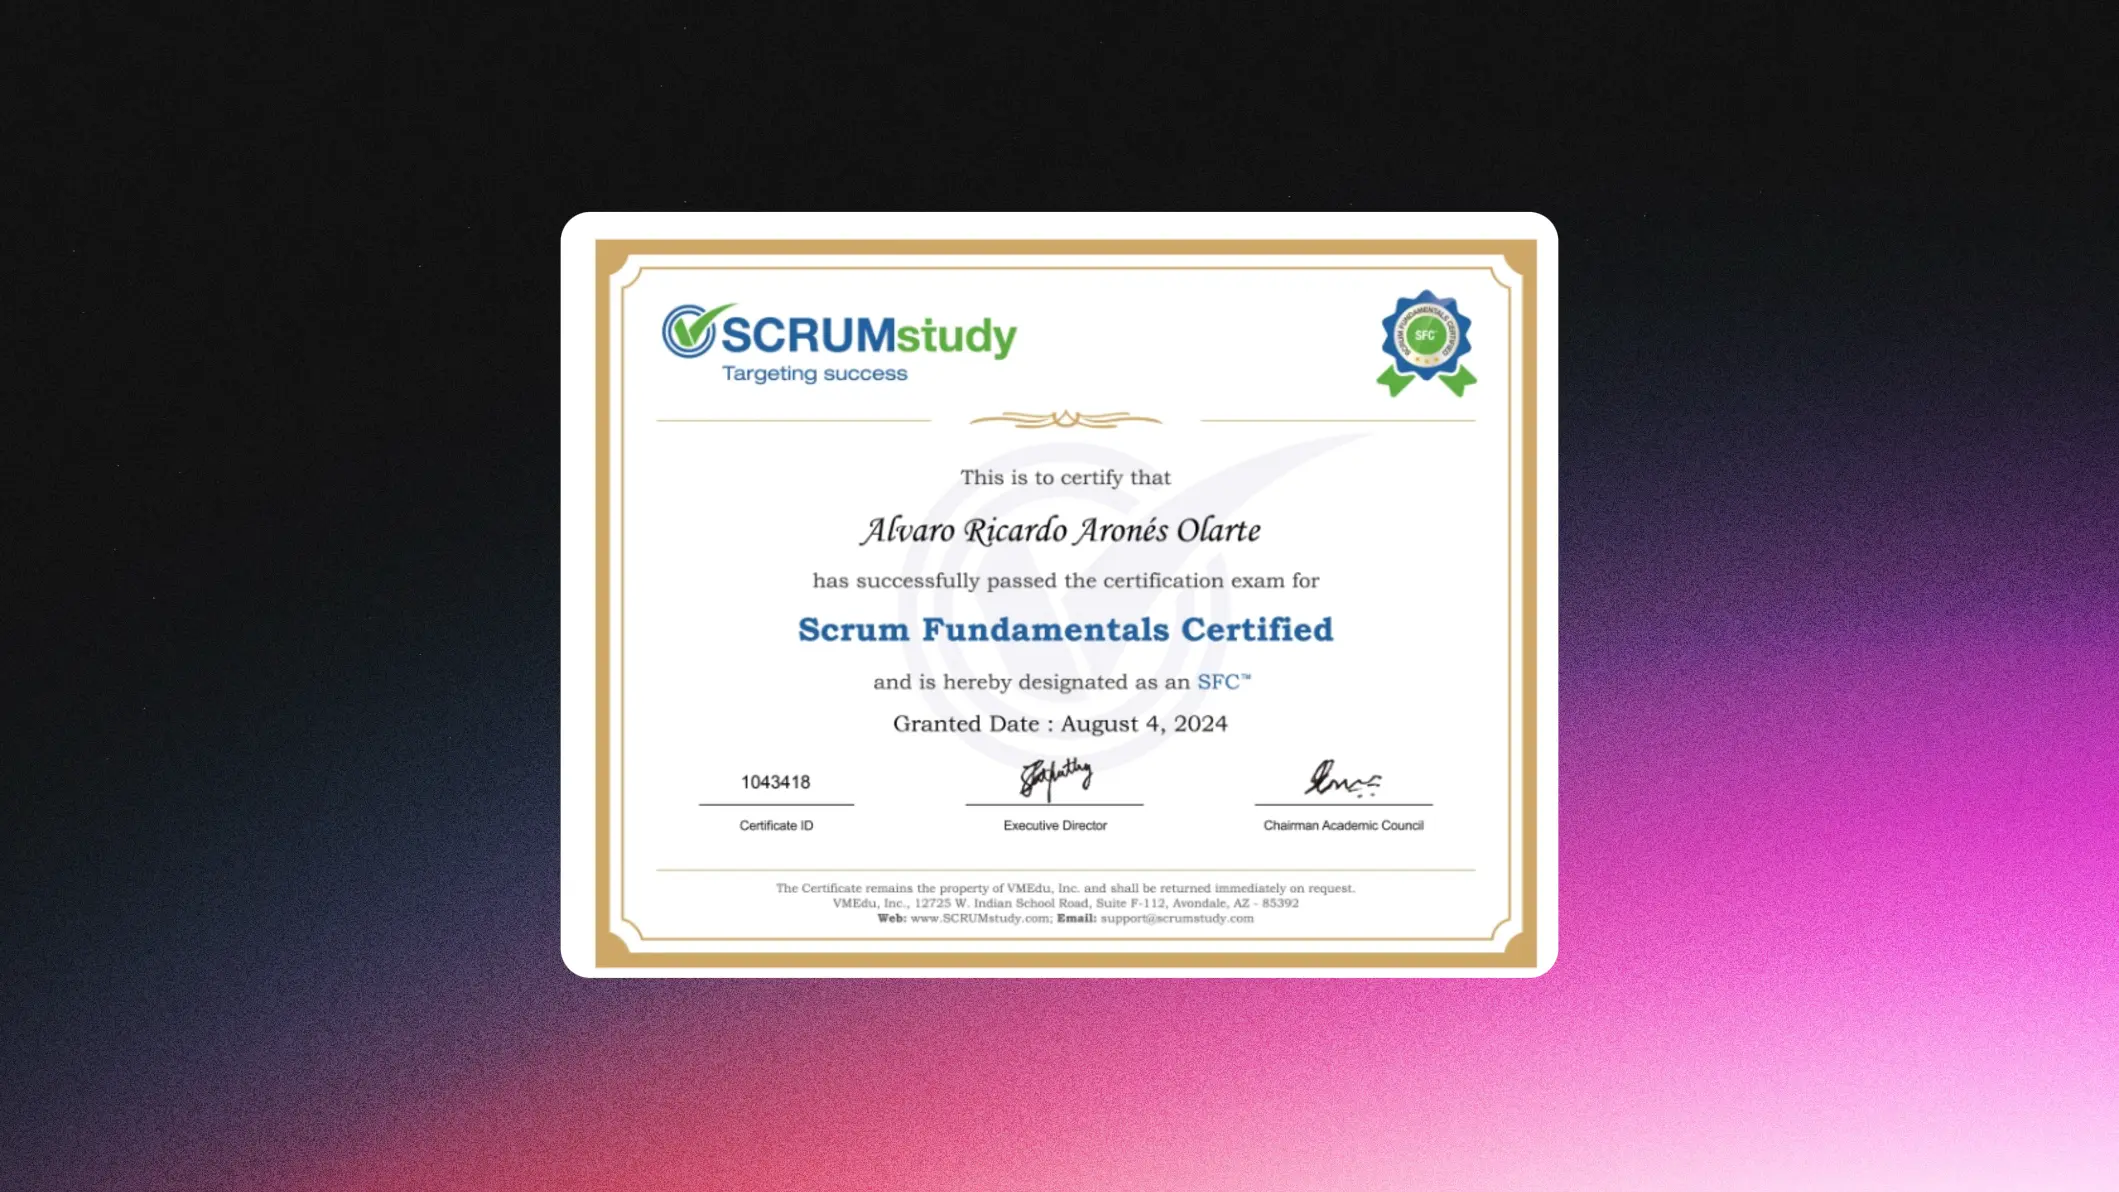 SCRUMstudy
Targeting success
SCRUM FUNDAMENTALS CERTIFIED
SFC
This is to certify that
Alvaro Ricardo Aronés Olarte
has successfully passed the certification exam for
Scrum Fundamentals Certified
and is hereby designated as an SFC™
Granted Date : August 4, 2024
1043418
Certificate ID
Executive Director
Chairman Academic Council
The Certificate remains the property of VMEdu, Inc. and shall be returned immediately on request.
VMEdu, Inc., 12725 W. Indian School Road, Suite F-112, Avondale, AZ - 85392
Web: www.SCRUMstudy.com; Email: support@scrumstudy.com